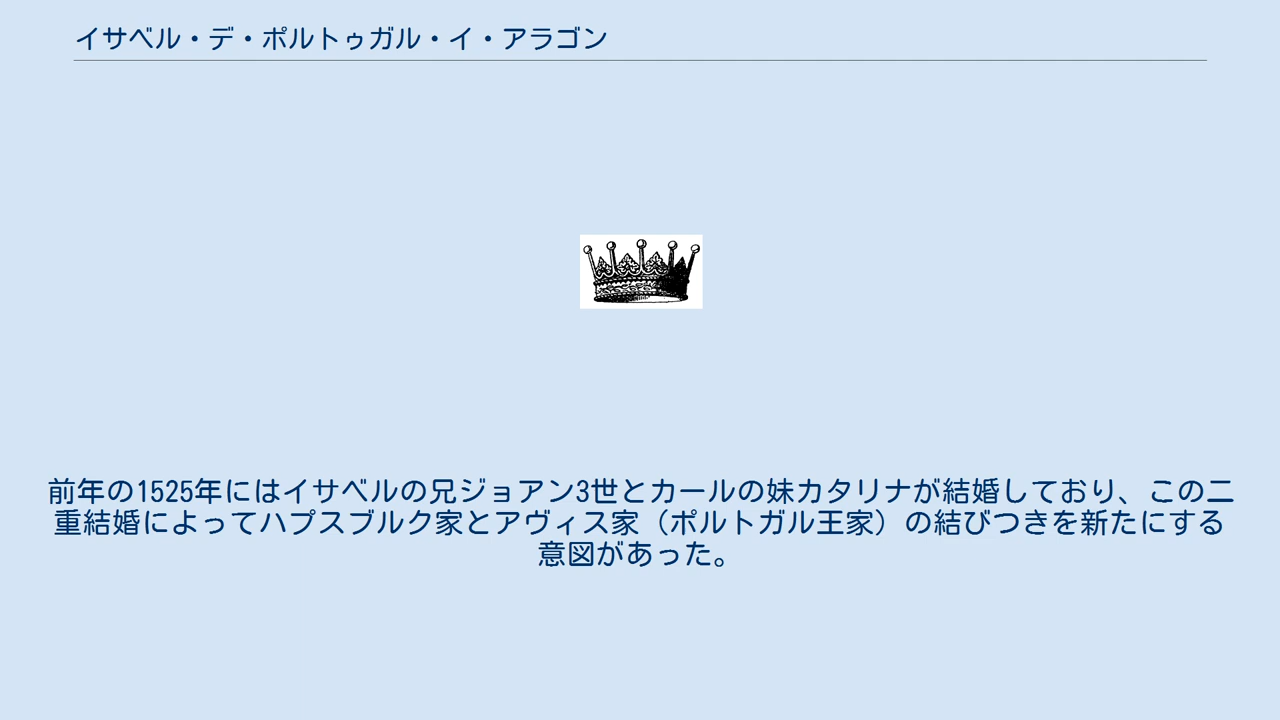 イサベル・デ・ポルトゥガル・イ・アラゴン
前年の1525年にはイサベルの兄ジョアン3世とカールの妹カタリナが結婚しており、この二
重結婚によってハプスブルク家とアヴィス家（ポルトガル王家）の結びつきを新たにする
意図があった。